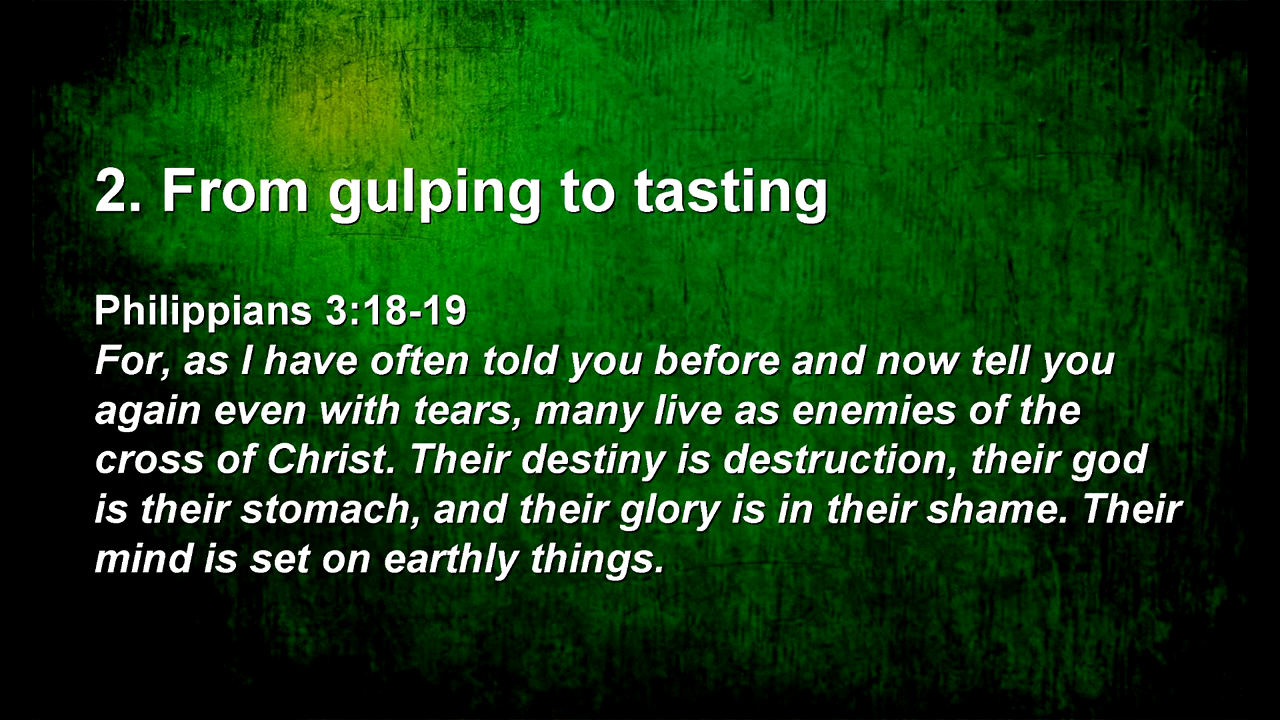 2. From gulping to tasting
Philippians 3:18-19
For, as I have often told you before and now tell you
again even with tears, many live as enemies of the
cross of Christ. Their destiny is destruction, their god
is their stomach, and their glory is in their shame. Their
mind is set on earthly things.